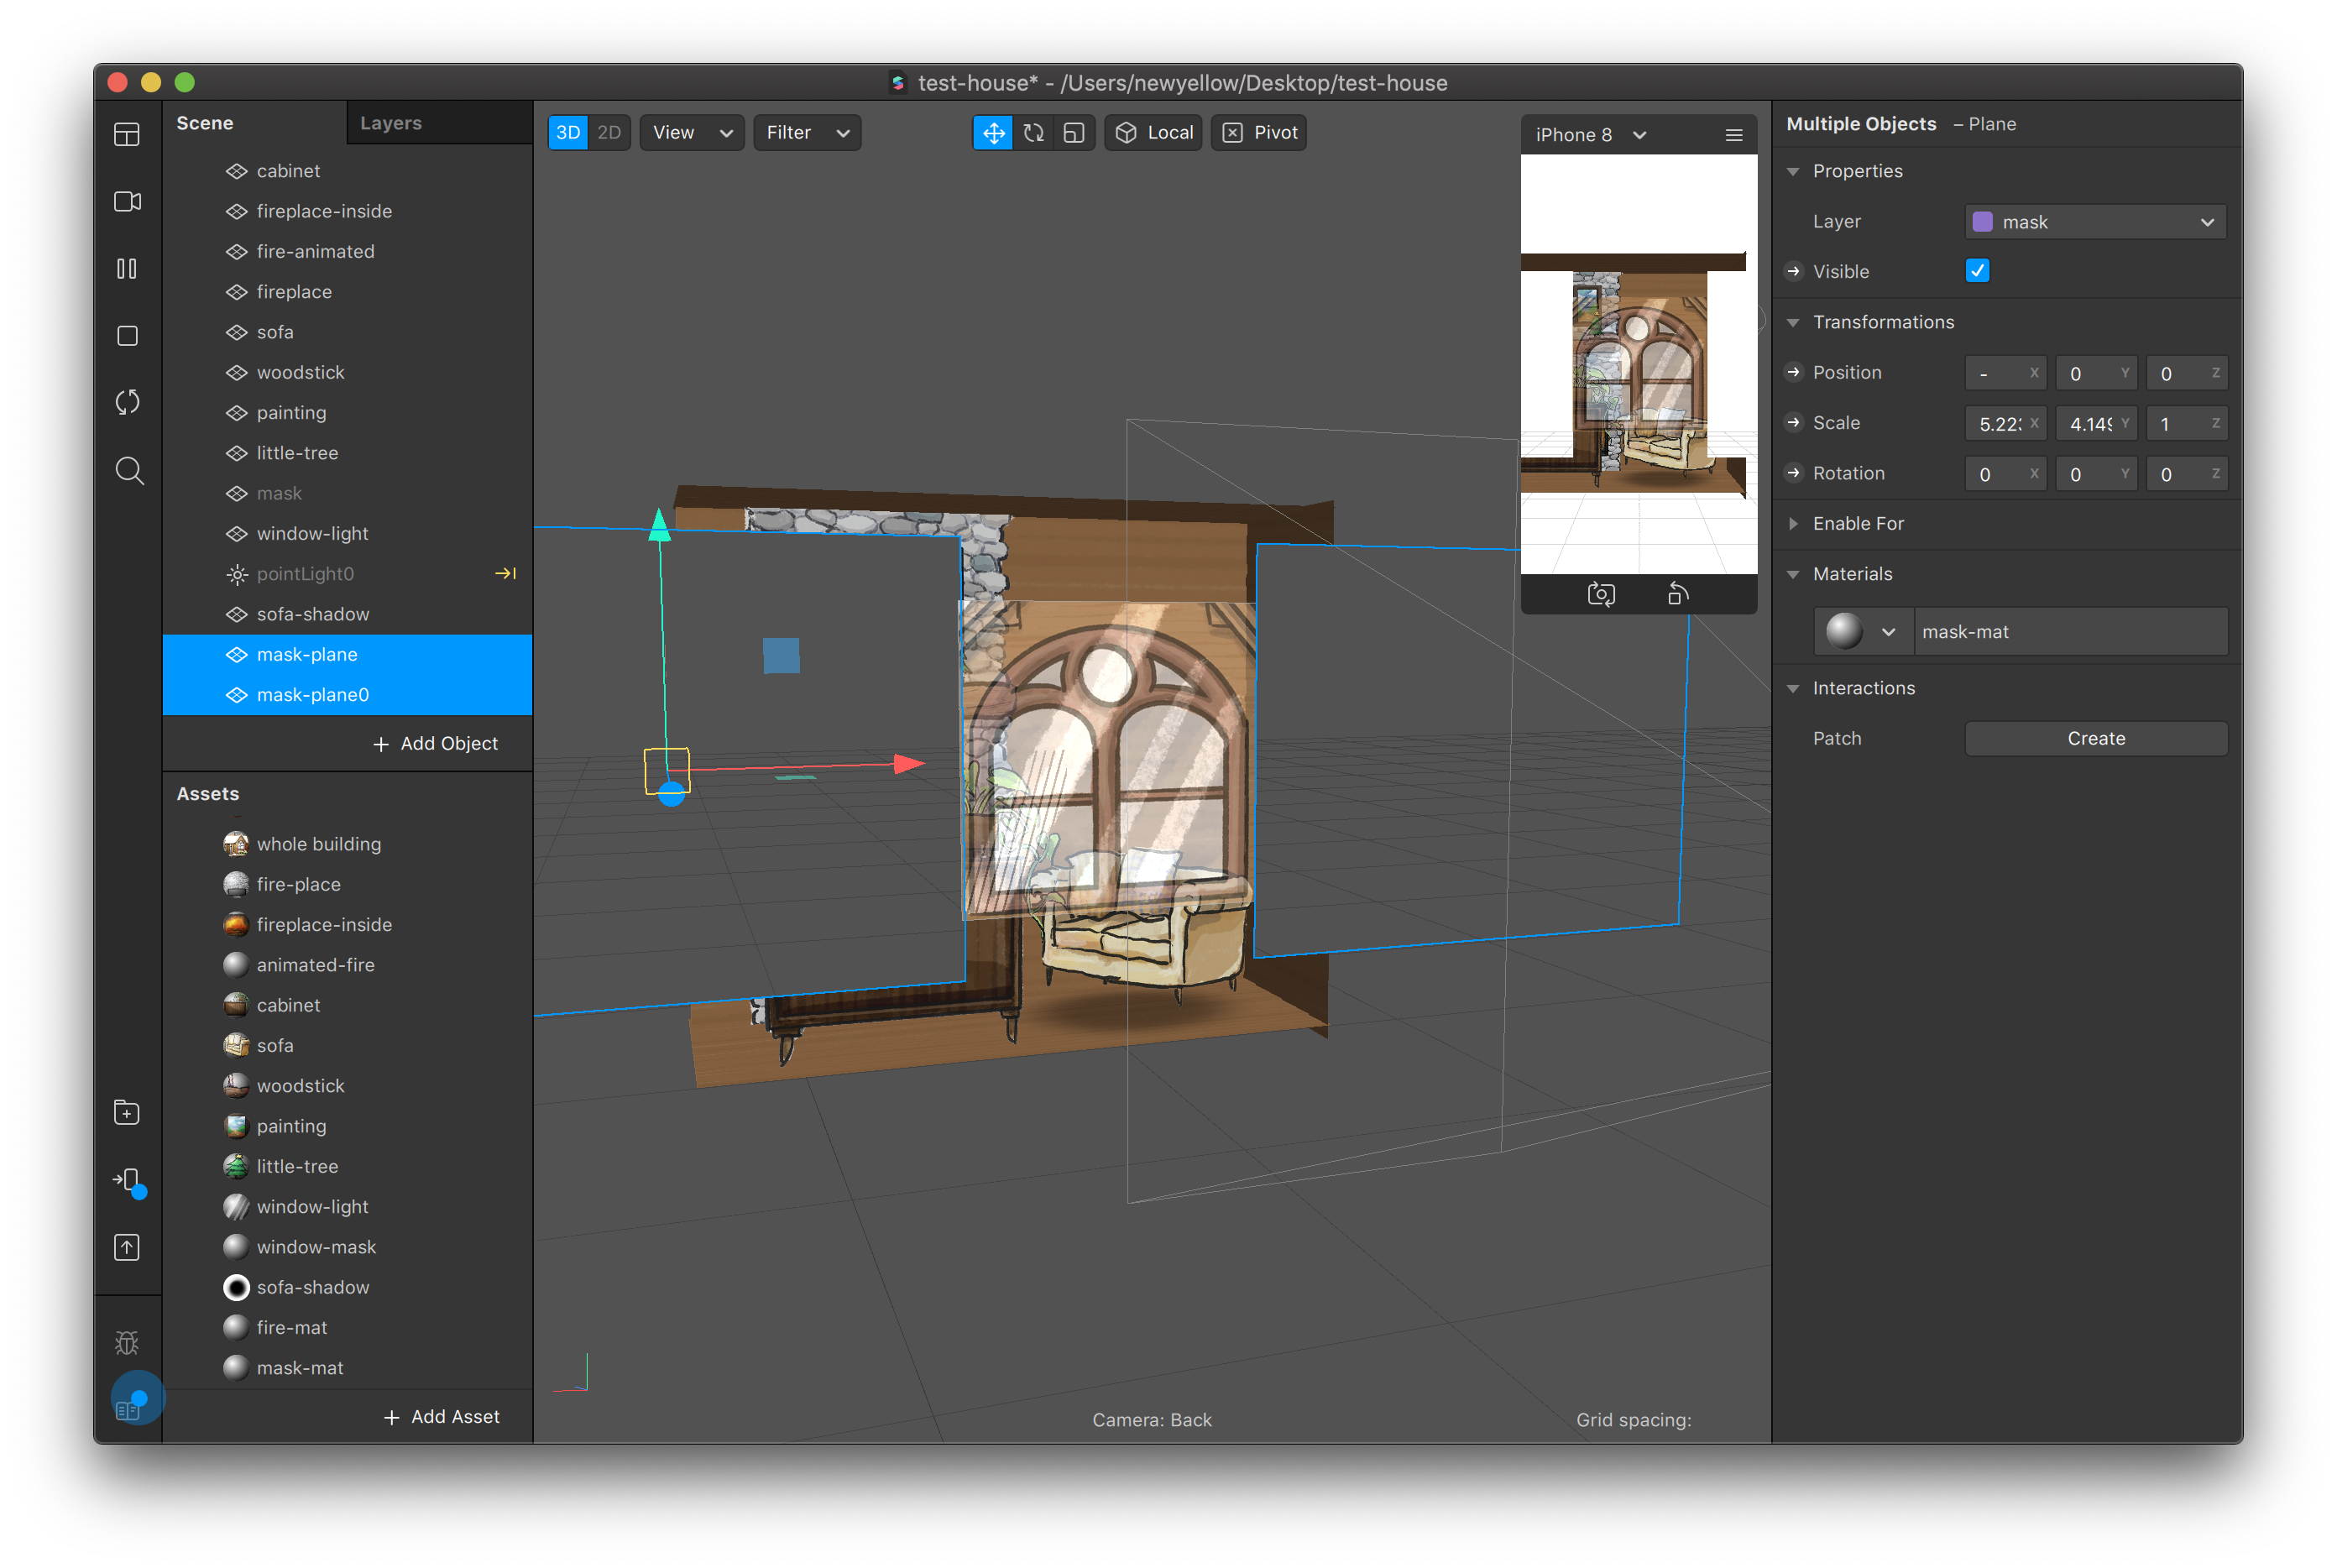 test-house* - /Users/newyellow/Desktop/test-house
Scene
Layers
cabinet
fireplace-inside
fire-animated
fireplace
sofa
woodstick
painting
little-tree
mask
window-light
pointLight0
sofa-shadow
mask-plane
mask-plane0
+ Add Object
Assets
whole building
fire-place
fireplace-inside
animated-fire
cabinet
sofa
woodstick
painting
little-tree
window-light
window-mask
sofa-shadow
fire-mat
mask-mat
+ Add Asset
3D 2D View Filter Local Pivot
iPhone 8
Camera: Back
Grid spacing:
Multiple Objects – Plane
Properties
Layer mask
Visible
Transformations
Position - X 0 Y 0 Z
Scale 5.22 X 4.149 Y 1 Z
Rotation 0 X 0 Y 0 Z
Enable For
Materials
mask-mat
Interactions
Patch Create